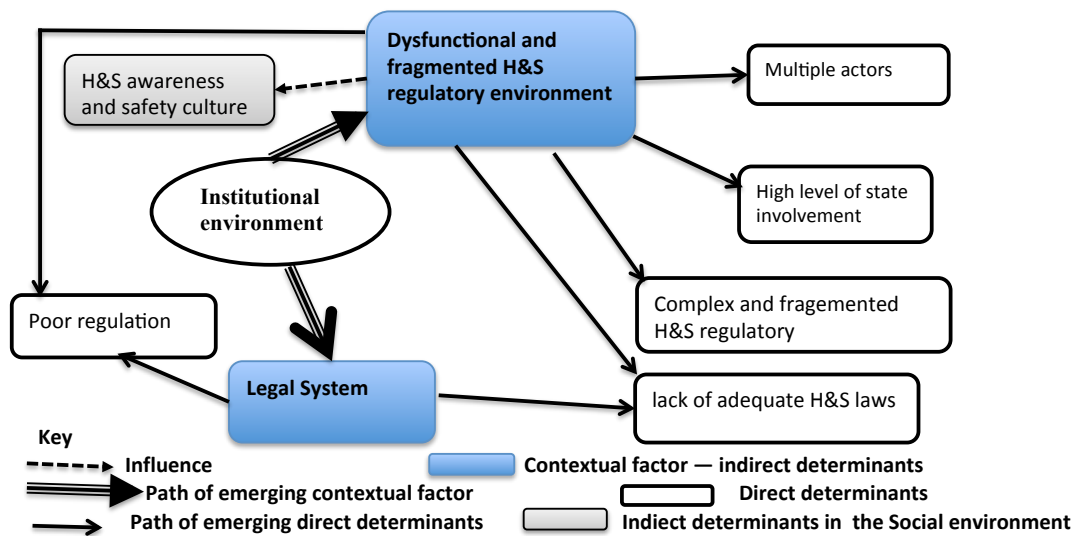 Dysfunctional and
fragmented H&S
regulatory environment
H&S awareness
and safety culture
Multiple actors
Institutional
environment
High level of state
involvement
Poor regulation
Complex and fragemented
H&S regulatory
Legal System
lack of adequate H&S laws
Key
Influence
Contextual factor — indirect determinants
Path of emerging contextual factor
Direct determinants
Path of emerging direct determinants
Indiect determinants in the Social environment